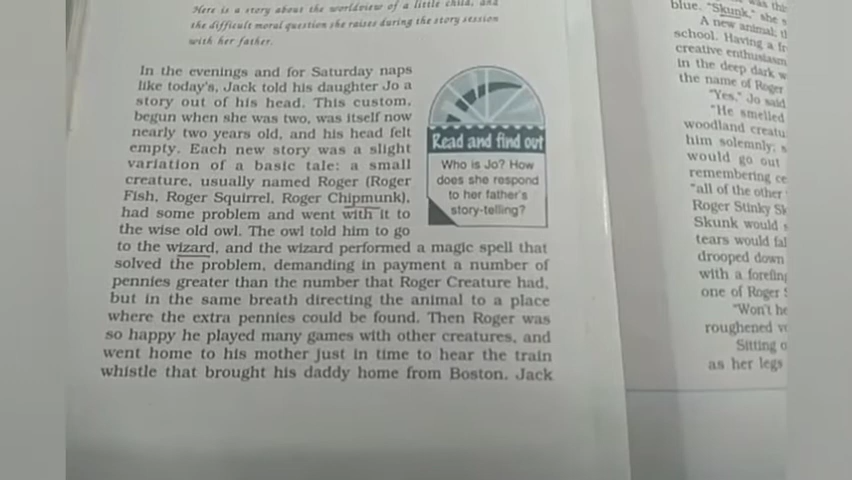 Here is a story about the worldview of a little child, and
the difficult moral question she raises during the story session
with her father.
In the evenings and for Saturday naps
like today's, Jack told his daughter Jo a
story out of his head. This custom,
begun when she was two, was itself now
nearly two years old, and his head felt
empty. Each new story was a slight
variation of a basic tale: a small
creature, usually named Roger (Roger
Fish, Roger Squirrel, Roger Chipmunk),
had some problem and went with it to
the wise old owl. The owl told him to go
to the wizard, and the wizard performed a magic spell that
solved the problem, demanding in payment a number of
pennies greater than the number that Roger Creature had,
but in the same breath directing the animal to a place
where the extra pennies could be found. Then Roger was
so happy he played many games with other creatures, and
went home to his mother just in time to hear the train
whistle that brought his daddy home from Boston. Jack
Read and find out
Who is Jo? How
does she respond
to her father's
story-telling?
blue. "Skunk," she
A new animal;
school. Having a
creative enthusiasm
in the deep dark
the name of Roger
"Yes," Jo said
"He smelled
woodland
him solemnly;
would go out
remembering
"all of the other
Roger Stinky
Skunk would
tears would
drooped down
with a
one of Roger
"Won't
roughened
Sitting
as her legs